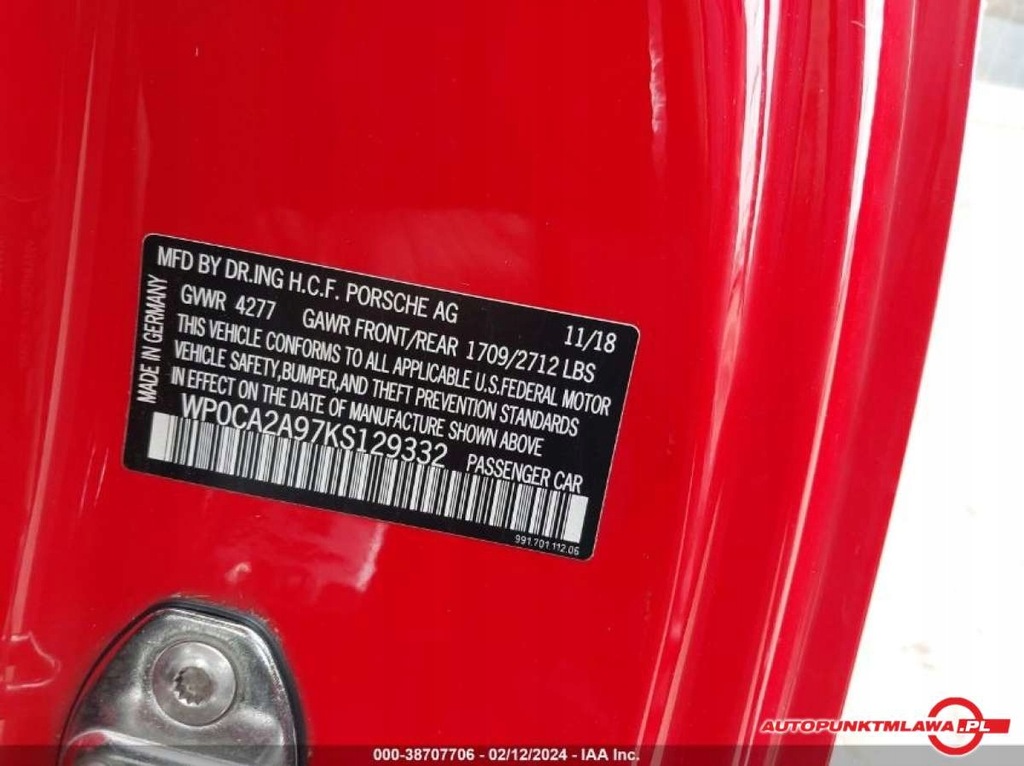 MFD BY DR.ING H.C.F. PORSCHE AG 11/18
GVWR 4277 GAWR FRONT/REAR 1709/2712 LBS
THIS VEHICLE CONFORMS TO ALL APPLICABLE U.S.FEDERAL MOTOR
VEHICLE SAFETY,BUMPER,AND THEFT PREVENTION STANDARDS
IN EFFECT ON THE DATE OF MANUFACTURE SHOWN ABOVE
WP0CA2A97KS129332 PASSENGER CAR
991.701.112.06
MADE IN GERMANY
AUTOPUNKTMLAWA.PL
000-38707706 - 02/12/2024 - IAA Inc.